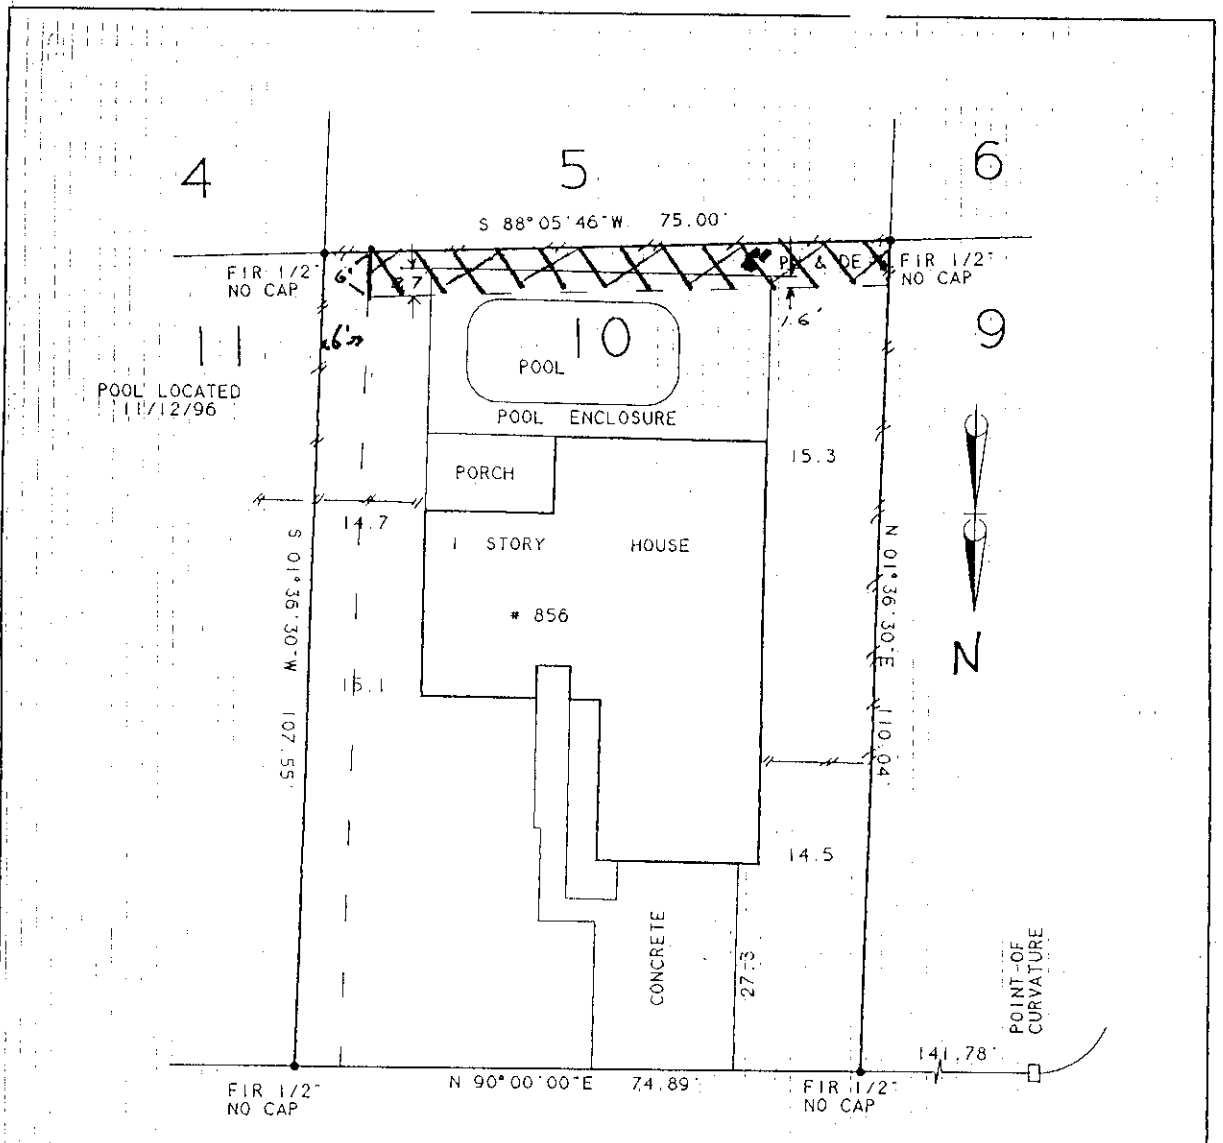 4
5
6
S 88°05'46"W 75.00'
FIR 1/2"
NO CAP
6'
P & DE
FIR 1/2"
NO CAP
1.6'
11
6'
10
9
POOL
POOL LOCATED
11/12/96
POOL ENCLOSURE
15.3
PORCH
14.7
1 STORY HOUSE
# 856
S 01°36'30"W 107.55'
N 01°36'30"E 110.04'
N
15.1
14.5
CONCRETE
27.3
POINT-OF
CURVATURE
141.78'
N 90°00'00"E 74.89'
FIR 1/2"
NO CAP
FIR 1/2"
NO CAP